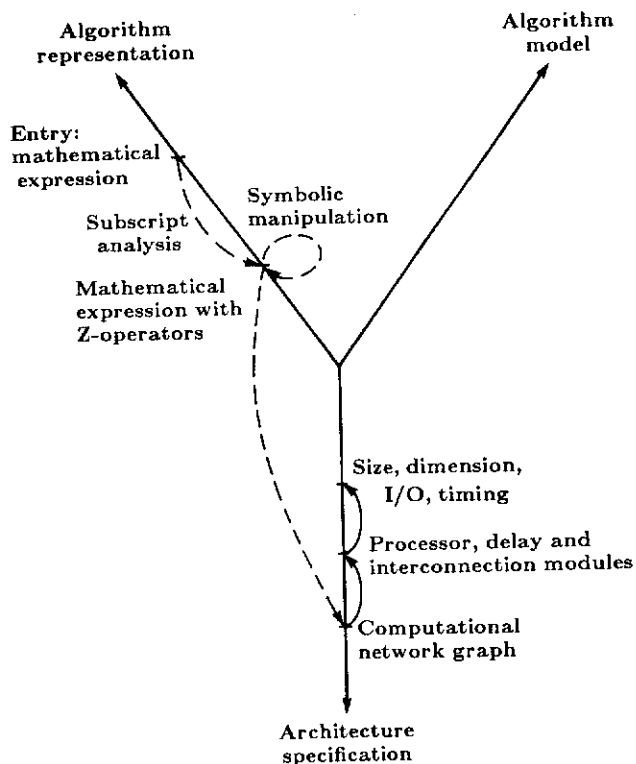 Algorithm
representation
Algorithm
model
Entry:
mathematical
expression
Symbolic
manipulation
Subscript
analysis
Mathematical
expression with
Z-operators
Size, dimension,
I/O, timing
Processor, delay and
interconnection modules
Computational
network graph
Architecture
specification